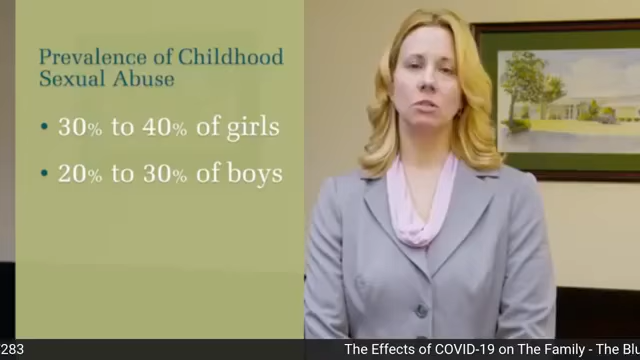 Prevalence of Childhood
Sexual Abuse
• 30% to 40% of girls
• 20% to 30% of boys
283
The Effects of COVID-19 on The Family - The Blu